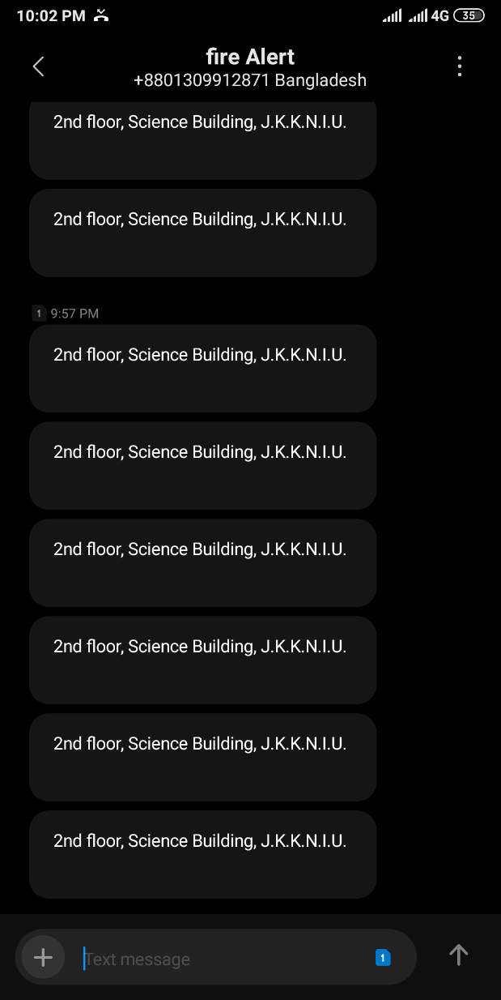 10:02 PM 4G 35
fire Alert
+8801309912871 Bangladesh
2nd floor, Science Building, J.K.K.N.I.U.
2nd floor, Science Building, J.K.K.N.I.U.
1 9:57 PM
2nd floor, Science Building, J.K.K.N.I.U.
2nd floor, Science Building, J.K.K.N.I.U.
2nd floor, Science Building, J.K.K.N.I.U.
2nd floor, Science Building, J.K.K.N.I.U.
2nd floor, Science Building, J.K.K.N.I.U.
2nd floor, Science Building, J.K.K.N.I.U.
Text message 1